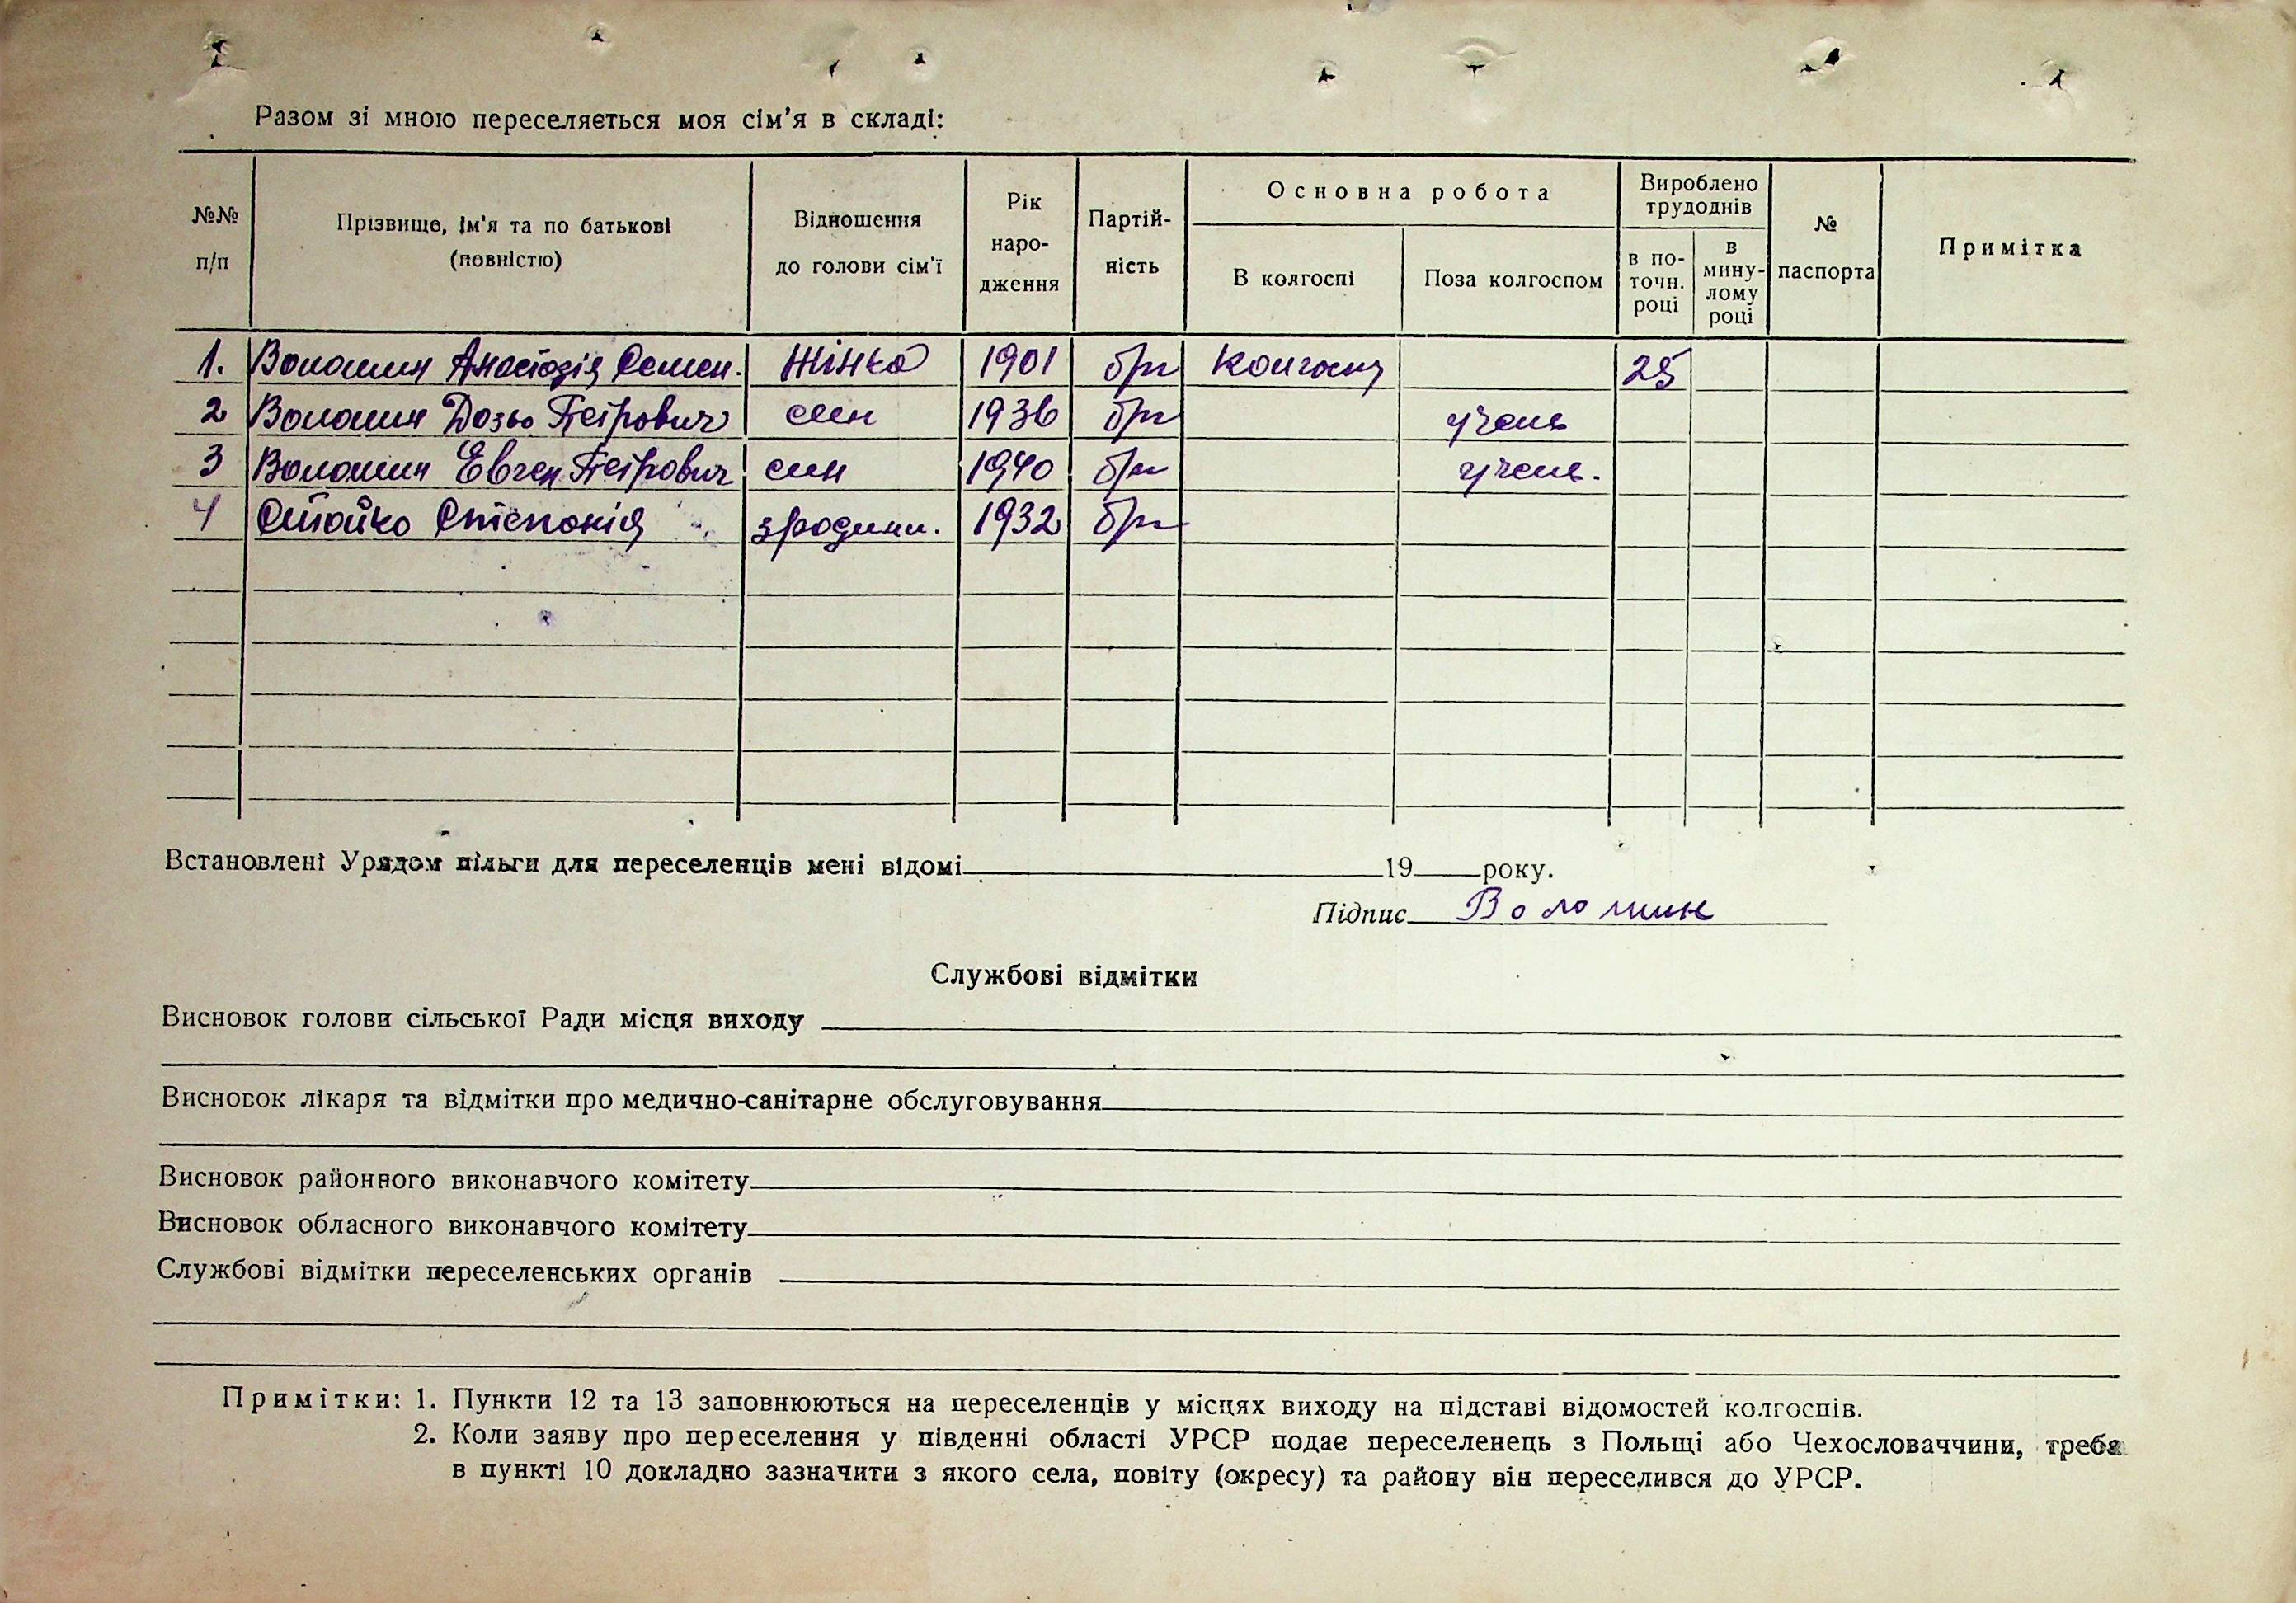 Разом зі мною переселяється моя сім'я в складі:
№№ п/п
Прізвище, ім'я та по батькові (повністю)
Відношення до голови сім'ї
Рік народження
Партійність
Основна робота
В колгоспі
Поза колгоспом
Вироблено трудоднів
в поточн. році
в минулому році
№ паспорта
Примітка
1. Волошин Анастазія Семен. Жінка 1901 бп 25
2 Волошин Дозьо Петрович син 1936 бп учень
3 Волошин Евген Петрович син 1940 бп учень.
4 Стойко Степанія з родини. 1932 бп
Встановлені Урядом пільги для переселенців мені відомі 19 року.
Підпис Волошин
Службові відмітки
Висновок голови сільської Ради місця виходу
Висновок лікаря та відмітки про медично-санітарне обслуговування
Висновок районного виконавчого комітету
Висновок обласного виконавчого комітету
Службові відмітки переселенських органів
Примітки: 1. Пункти 12 та 13 заповнюються на переселенців у місцях виходу на підставі відомостей колгоспів.
2. Коли заяву про переселення у південні області УРСР подає переселенець з Польщі або Чехословаччини, треба
в пункті 10 докладно зазначити з якого села, повіту (окресу) та району він переселився до УРСР.